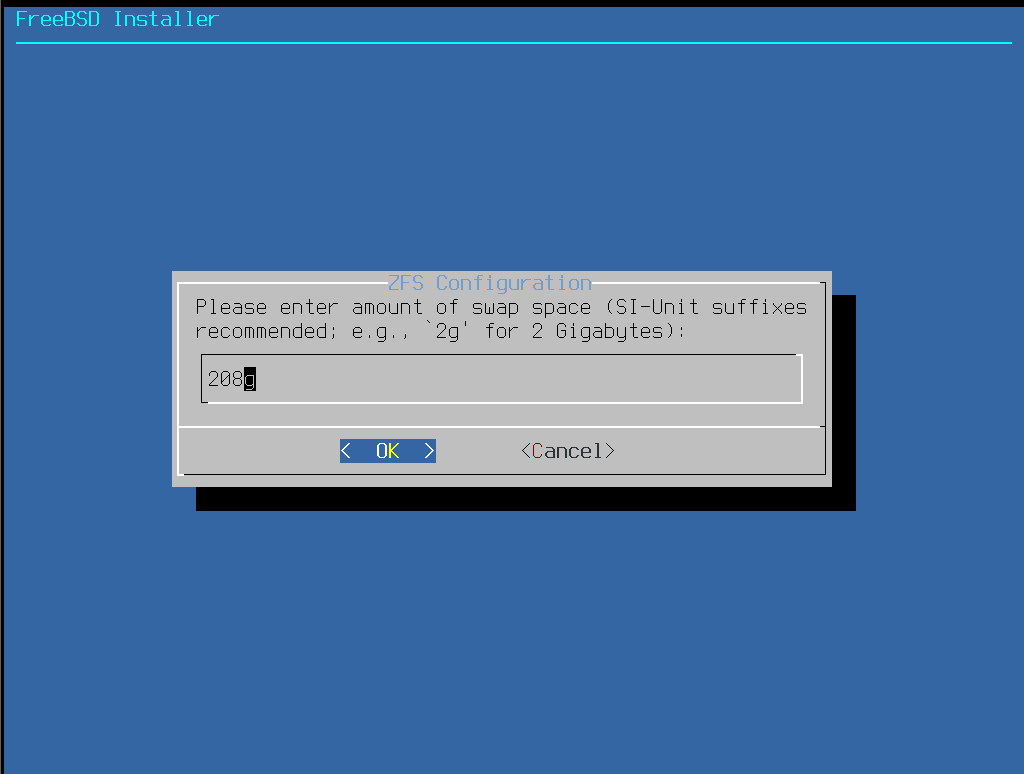 FreeBSD Installer
ZFS Configuration
Please enter amount of swap space (SI-Unit suffixes
recommended; e.g., `2g' for 2 Gigabytes):
208g
< OK > <Cancel>